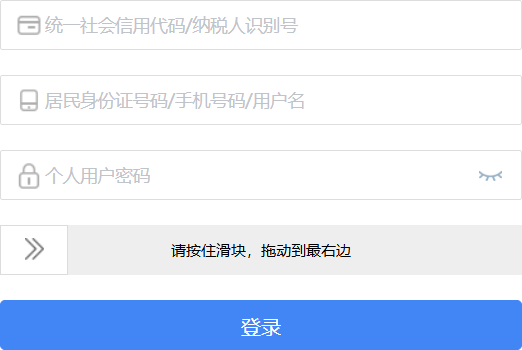 统一社会信用代码/纳税人识别号
居民身份证号码/手机号码/用户名
个人用户密码
请按住滑块，拖动到最右边
登录